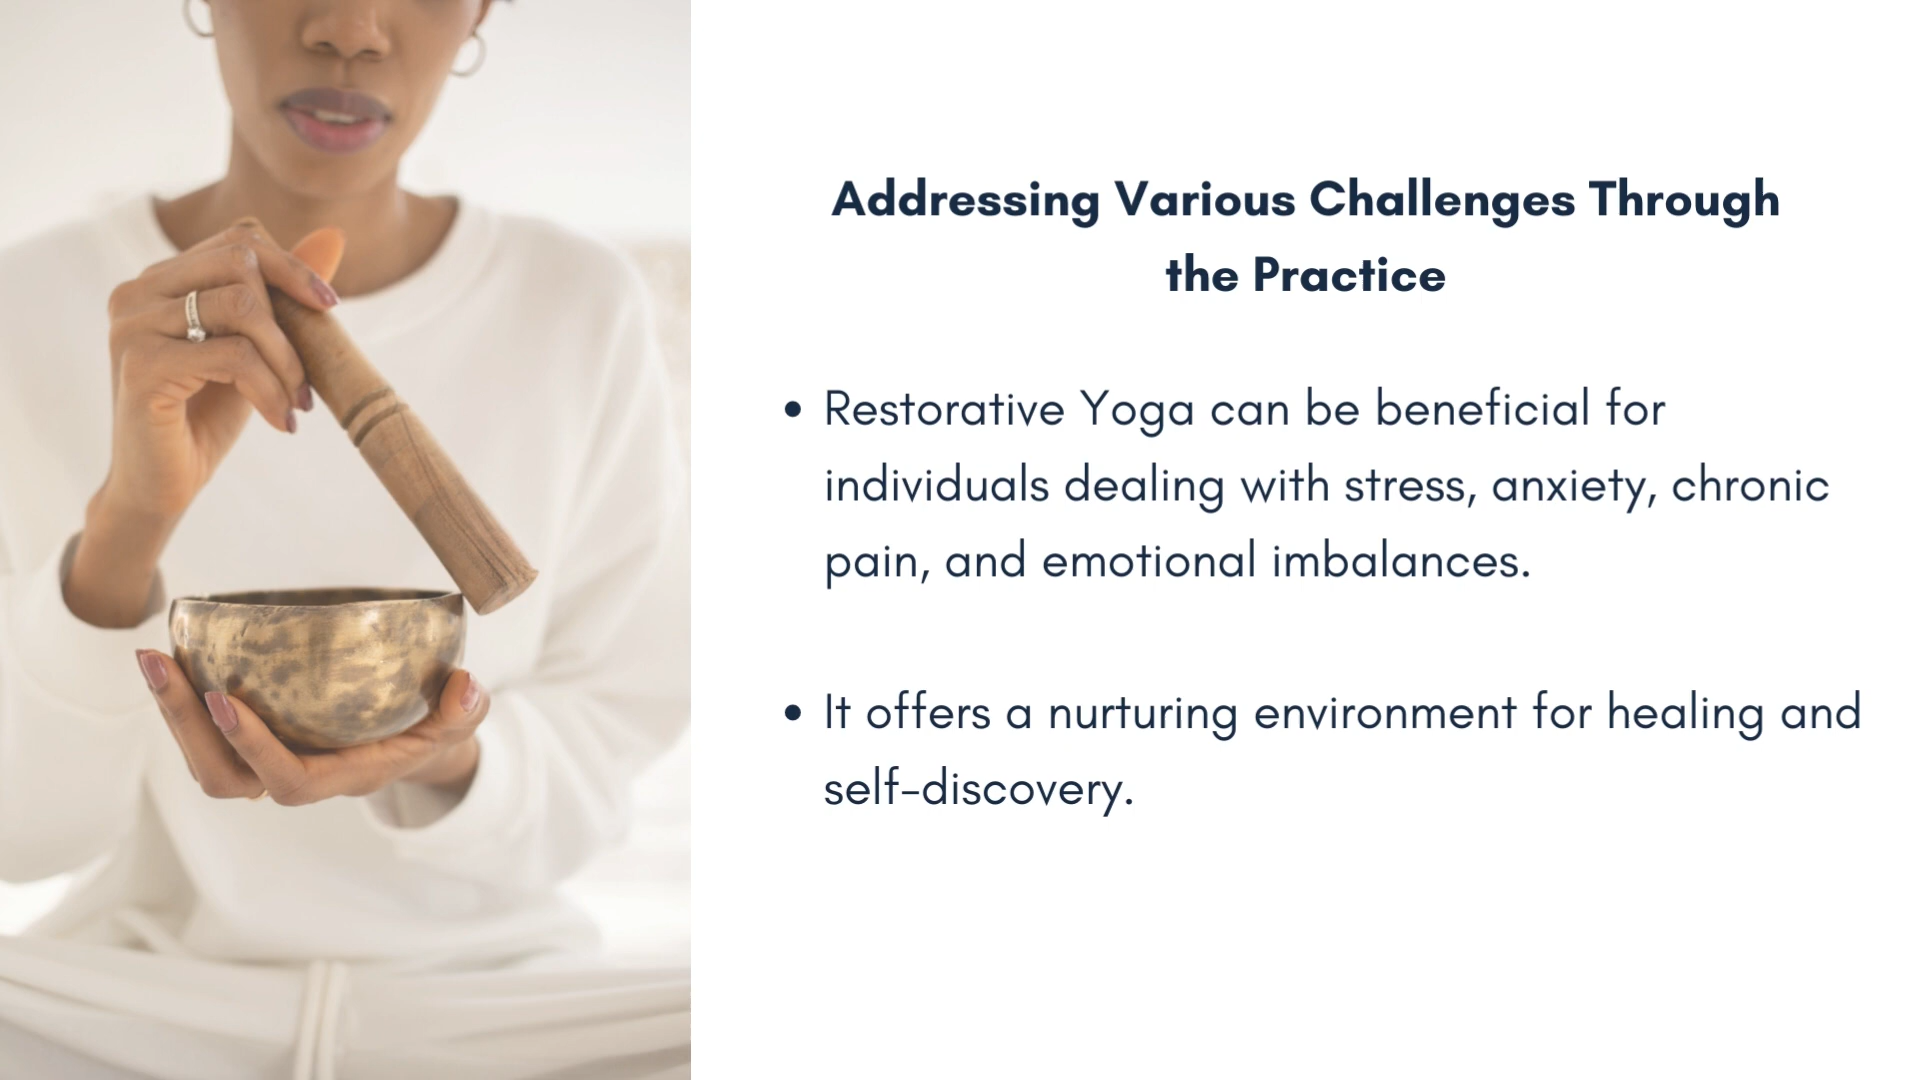 Addressing Various Challenges Through
the Practice
• Restorative Yoga can be beneficial for
individuals dealing with stress, anxiety, chronic
pain, and emotional imbalances.
• It offers a nurturing environment for healing and
self-discovery.